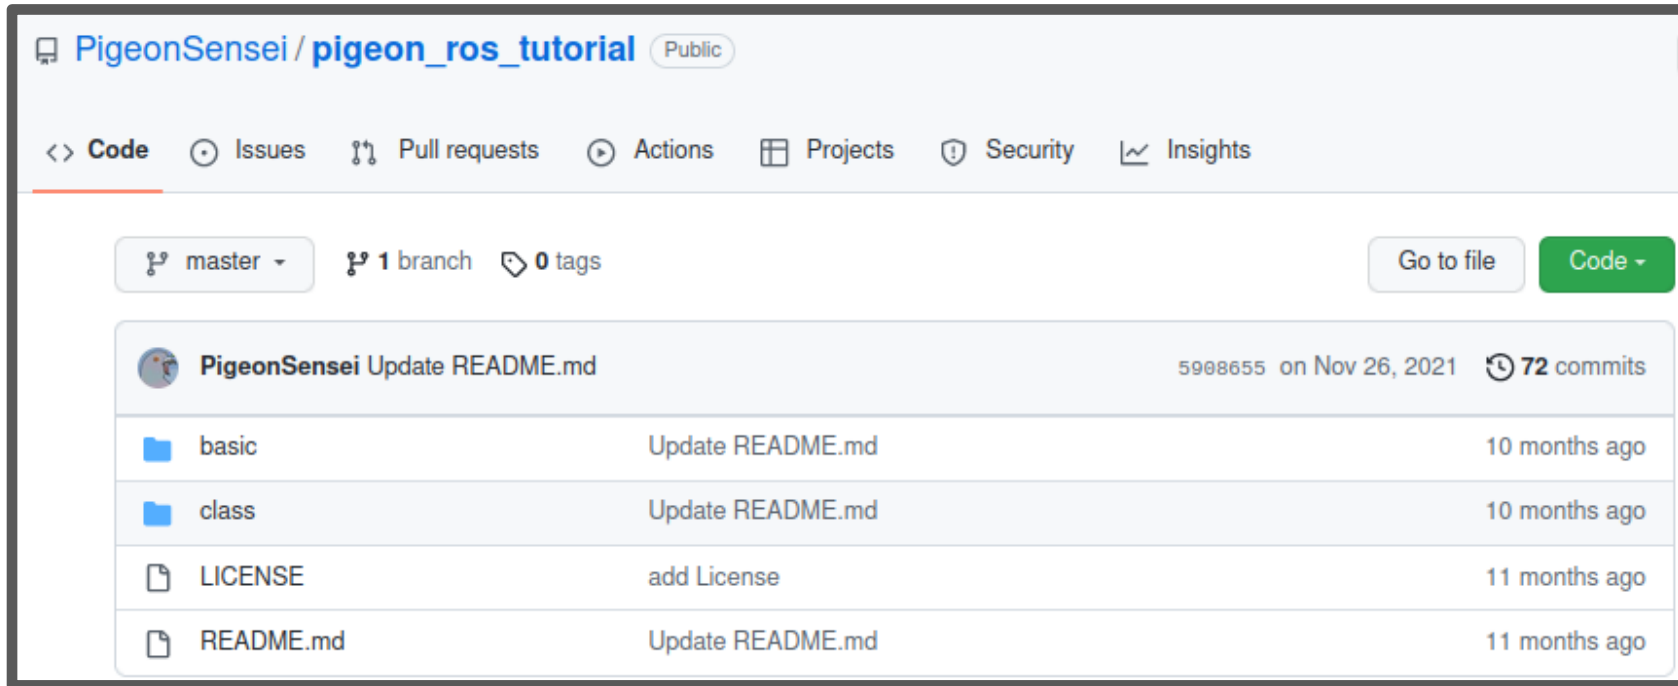 PigeonSensei / pigeon_ros_tutorial Public
Code Issues Pull requests Actions Projects Security Insights
master 1 branch 0 tags Go to file Code
PigeonSensei Update README.md 5908655 on Nov 26, 2021 72 commits
basic Update README.md 10 months ago
class Update README.md 10 months ago
LICENSE add License 11 months ago
README.md Update README.md 11 months ago